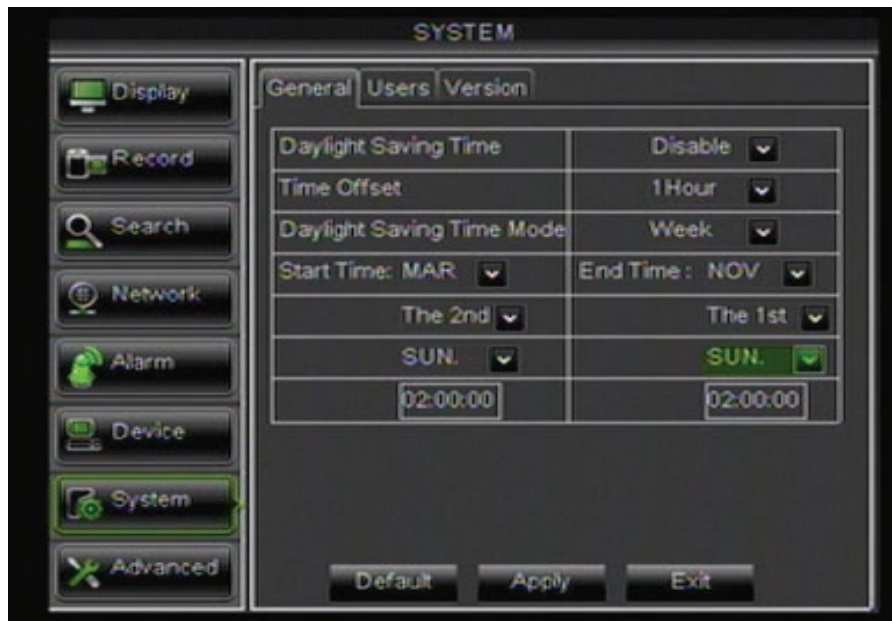 SYSTEM
Display
Record
Search
Network
Alarm
Device
System
Advanced
General Users Version
Daylight Saving Time Disable
Time Offset 1Hour
Daylight Saving Time Mode Week
Start Time: MAR End Time : NOV
The 2nd The 1st
SUN. SUN.
02:00:00 02:00:00
Default Apply Exit